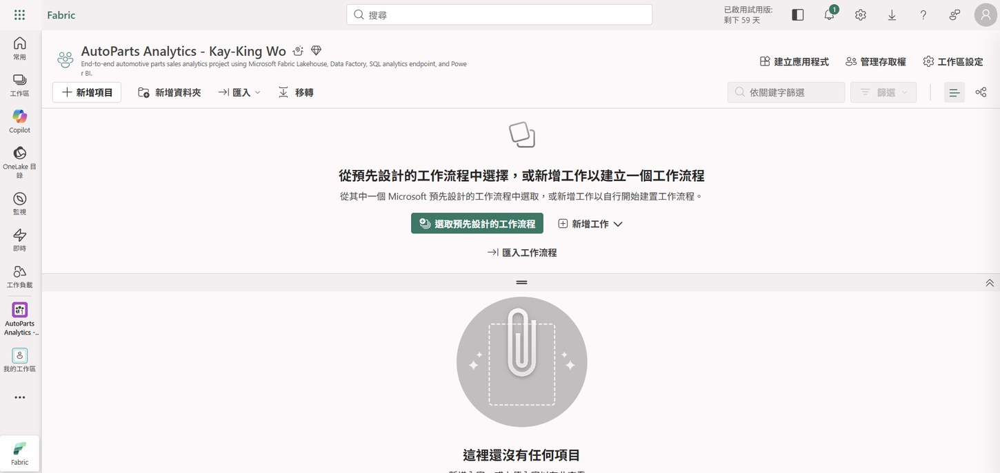 Fabric
搜尋
已啟用試用版:
剩下 59 天
1
常用
工作區
Copilot
OneLake 目
錄
監視
即時
工作負載
AutoParts
Analytics -..
我的工作區
Fabric
AutoParts Analytics - Kay-King Wo
End-to-end automotive parts sales analytics project using Microsoft Fabric Lakehouse, Data Factory, SQL analytics endpoint, and Powe
r BI.
建立應用程式
管理存取權
工作區設定
新增項目
新增資料夾
匯入
移轉
依關鍵字篩選
篩選
從預先設計的工作流程中選擇，或新增工作以建立一個工作流程
從其中一個 Microsoft 預先設計的工作流程中選取，或新增工作以自行開始建置工作流程。
選取預先設計的工作流程
新增工作
匯入工作流程
這裡還沒有任何項目